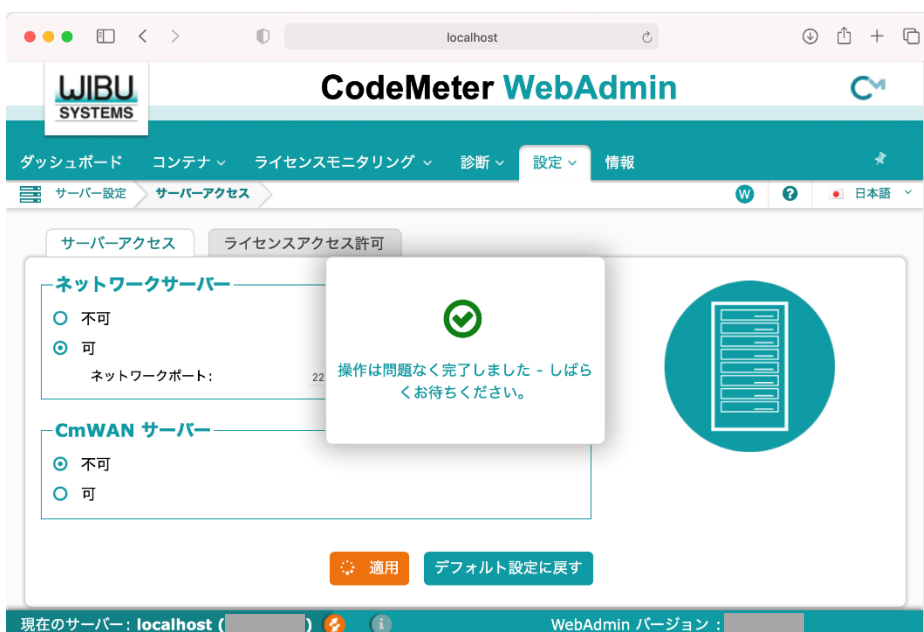 localhost
WIBU
SYSTEMS
CodeMeter WebAdmin
ダッシュボード コンテナ ライセンスモニタリング 診断 設定 情報
サーバー設定 サーバーアクセス W ? 日本語
サーバーアクセス ライセンスアクセス許可
ネットワークサーバー
不可
可
ネットワークポート: 22
操作は問題なく完了しました - しばら
くお待ちください。
CmWAN サーバー
不可
可
適用 デフォルト設定に戻す
現在のサーバー: localhost ( ) WebAdmin バージョン :